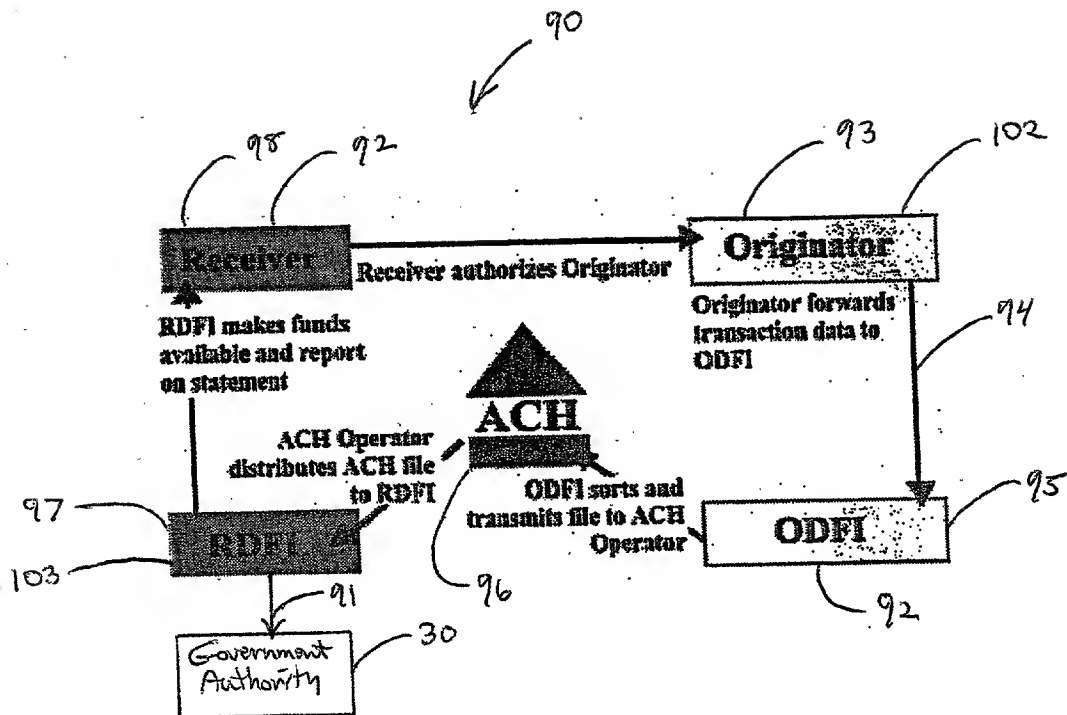 90
98
92
93
102
Receiver
Receiver authorizes Originator
Originator
RDFI makes funds
available and report
on statement
Originator forwards
transaction data to
ODFI
94
ACH
ACH Operator
distributes ACH file
to RDFI
ODFI sorts and
transmits file to ACH
Operator
97
RDFI
103
96
ODFI
95
92
91
30
Government
Authority